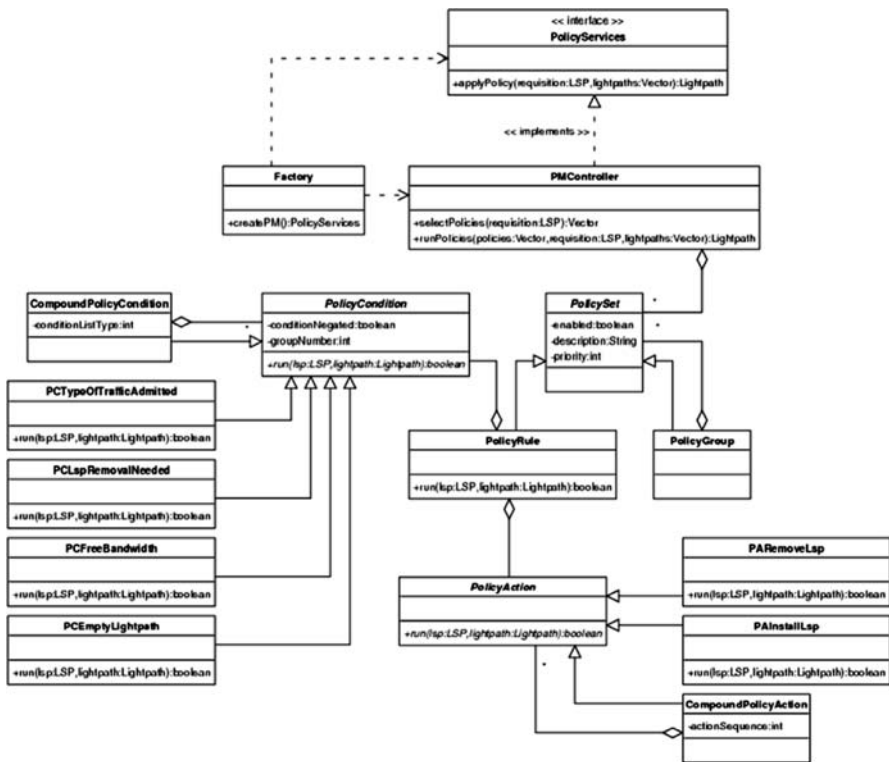 << interface >>
PolicyServices
+applyPolicy(requisition:LSP,lightpaths:Vector):Lightpath
<< implements >>
Factory
+createPM():PolicyServices
PMController
+selectPolicies(requisition:LSP):Vector
+runPolicies(policies:Vector,requisition:LSP,lightpaths:Vector):Lightpath
CompoundPolicyCondition
-conditionListType:int
*
PolicyCondition
-conditionNegated:boolean
-groupNumber:int
+run(lsp:LSP,lightpath:Lightpath):boolean
*
PolicySet
-enabled:boolean
*
-description:String
-priority:int
PCTypeOfTrafficAdmitted
+run(lsp:LSP,lightpath:Lightpath):boolean
PolicyRule
+run(lsp:LSP,lightpath:Lightpath):boolean
PolicyGroup
PCLspRemovalNeeded
+run(lsp:LSP,lightpath:Lightpath):boolean
PCFreeBandwidth
+run(lsp:LSP,lightpath:Lightpath):boolean
PCEmptyLightpath
+run(lsp:LSP,lightpath:Lightpath):boolean
PolicyAction
+run(lsp:LSP,lightpath:Lightpath):boolean
*
PARemoveLsp
+run(lsp:LSP,lightpath:Lightpath):boolean
PAInstallLsp
+run(lsp:LSP,lightpath:Lightpath):boolean
CompoundPolicyAction
-actionSequence:int